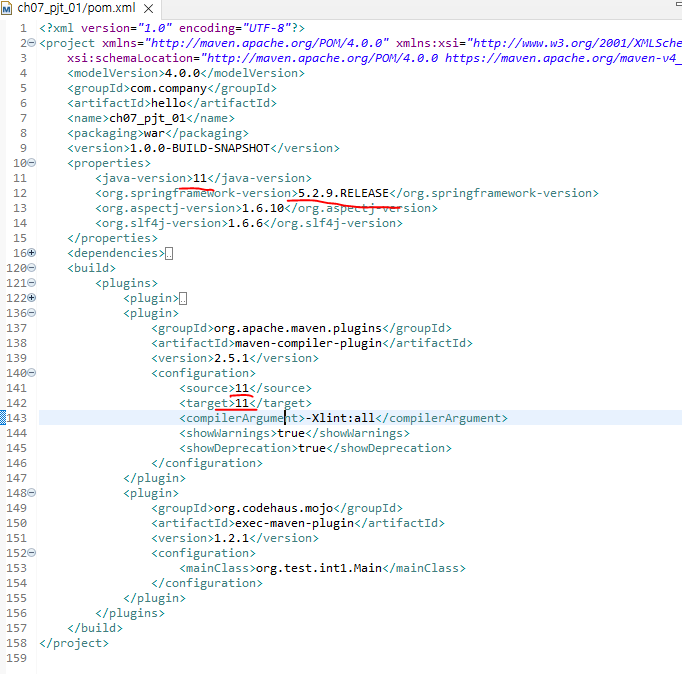 ch07_pjt_01/pom.xml
1 <?xml version="1.0" encoding="UTF-8"?>
2 <project xmlns="http://maven.apache.org/POM/4.0.0" xmlns:xsi="http://www.w3.org/2001/XMLSche
3 xsi:schemaLocation="http://maven.apache.org/POM/4.0.0 https://maven.apache.org/maven-v4_
4 <modelVersion>4.0.0</modelVersion>
5 <groupId>com.company</groupId>
6 <artifactId>hello</artifactId>
7 <name>ch07_pjt_01</name>
8 <packaging>war</packaging>
9 <version>1.0.0-BUILD-SNAPSHOT</version>
10 <properties>
11 <java-version>11</java-version>
12 <org.springframework-version>5.2.9.RELEASE</org.springframework-version>
13 <org.aspectj-version>1.6.10</org.aspectj-version>
14 <org.slf4j-version>1.6.6</org.slf4j-version>
15 </properties>
16 <dependencies>
120 <build>
121 <plugins>
122 <plugin>
136 <plugin>
137 <groupId>org.apache.maven.plugins</groupId>
138 <artifactId>maven-compiler-plugin</artifactId>
139 <version>2.5.1</version>
140 <configuration>
141 <source>11</source>
142 <target>11</target>
143 <compilerArgument>-Xlint:all</compilerArgument>
144 <showWarnings>true</showWarnings>
145 <showDeprecation>true</showDeprecation>
146 </configuration>
147 </plugin>
148 <plugin>
149 <groupId>org.codehaus.mojo</groupId>
150 <artifactId>exec-maven-plugin</artifactId>
151 <version>1.2.1</version>
152 <configuration>
153 <mainClass>org.test.int1.Main</mainClass>
154 </configuration>
155 </plugin>
156 </plugins>
157 </build>
158 </project>
159